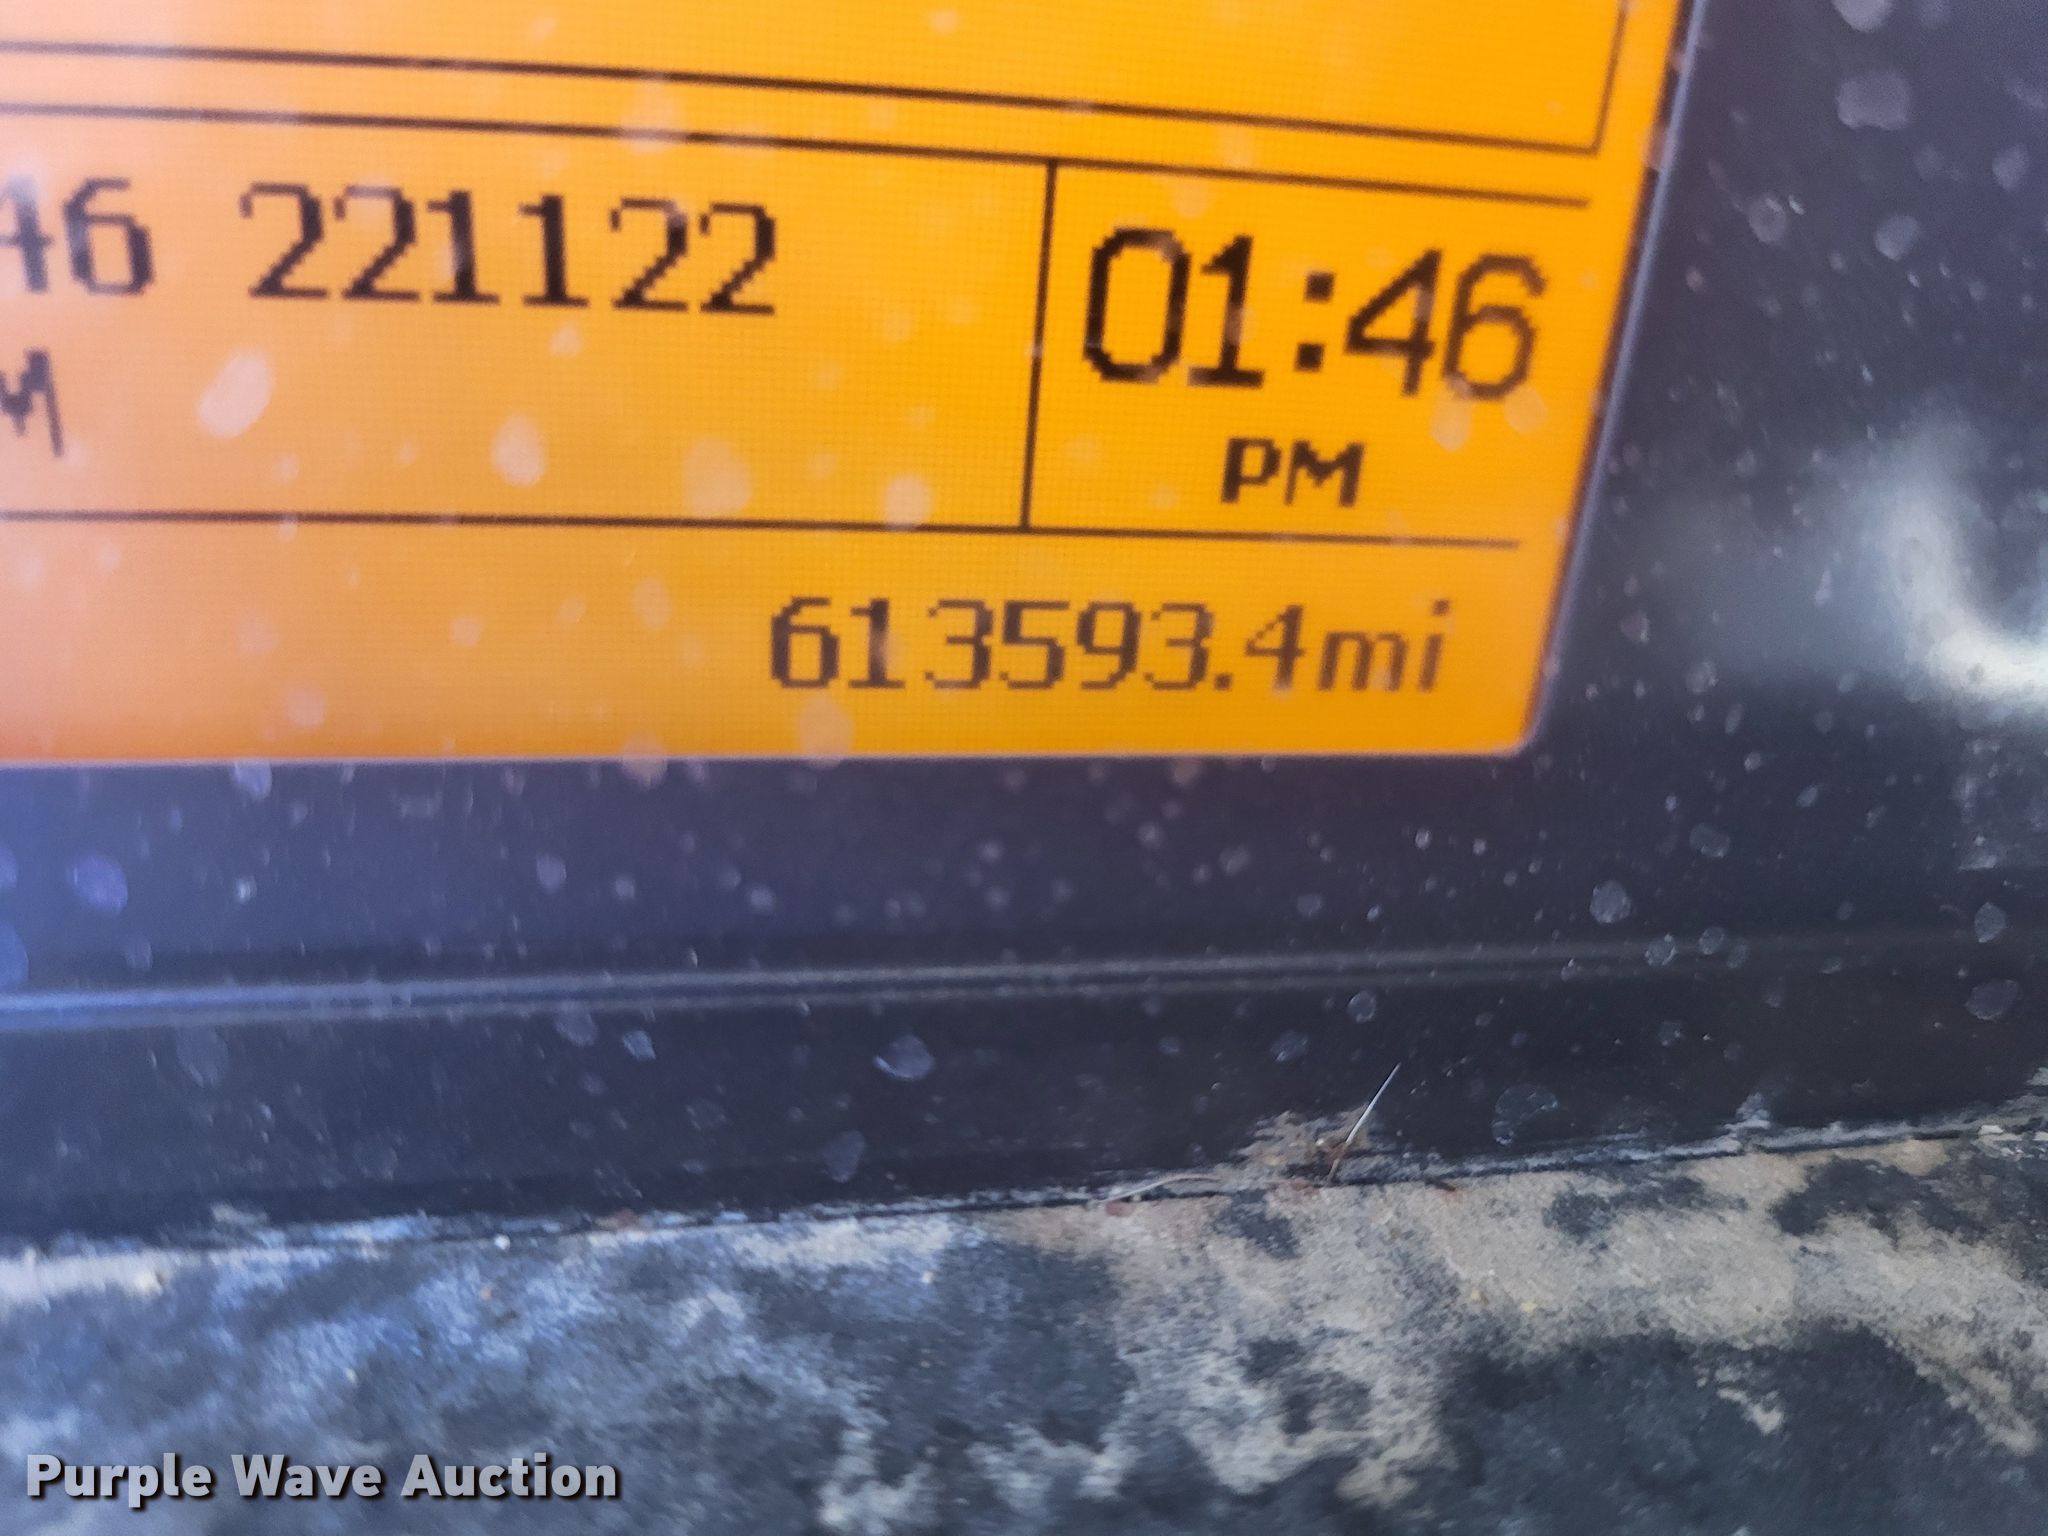 46 221122
01:46
M
PM
613593.4mi
Purple Wave Auction